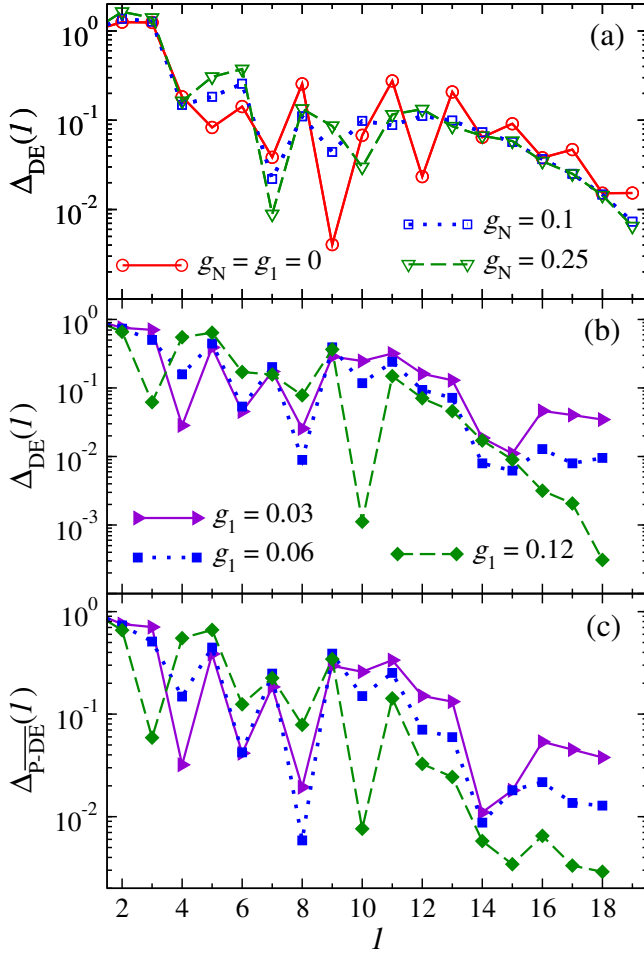 10^0
10^-1
10^-2
Δ_DE(l)
(a)
g_N = 0.1
g_N = g_1 = 0
g_N = 0.25
10^0
10^-1
10^-2
10^-3
Δ_DE(l)
(b)
g_1 = 0.03
g_1 = 0.06
g_1 = 0.12
10^0
10^-1
10^-2
Δ_\overline{P-DE}(l)
(c)
2 4 6 8 10 12 14 16 18
l